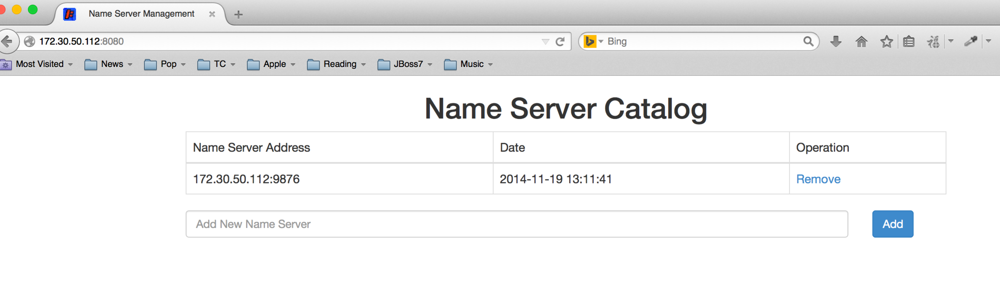 Name Server Management
172.30.50.112:8080
Bing
福
Most Visited News Pop TC Apple Reading JBoss7 Music
Name Server Catalog
Name Server Address Date Operation
172.30.50.112:9876 2014-11-19 13:11:41 Remove
Add New Name Server Add